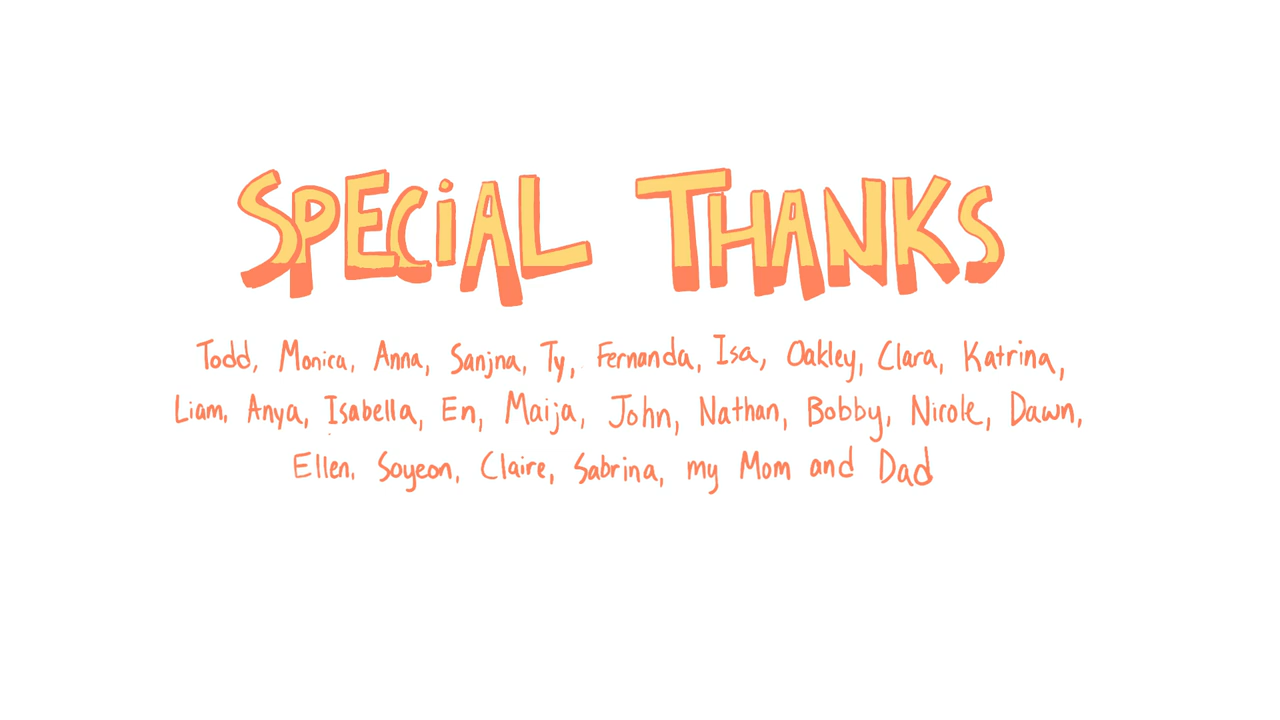 SPECiAL THANKS
Todd, Monica, Anna, Sanjna, Ty, Fernanda, Isa, Oakley, Clara, Katrina,
Liam, Anya, Isabella, En, Maija, John, Nathan, Bobby, Nicole, Dawn,
Ellen, Soyeon, Claire, Sabrina, my Mom and Dad